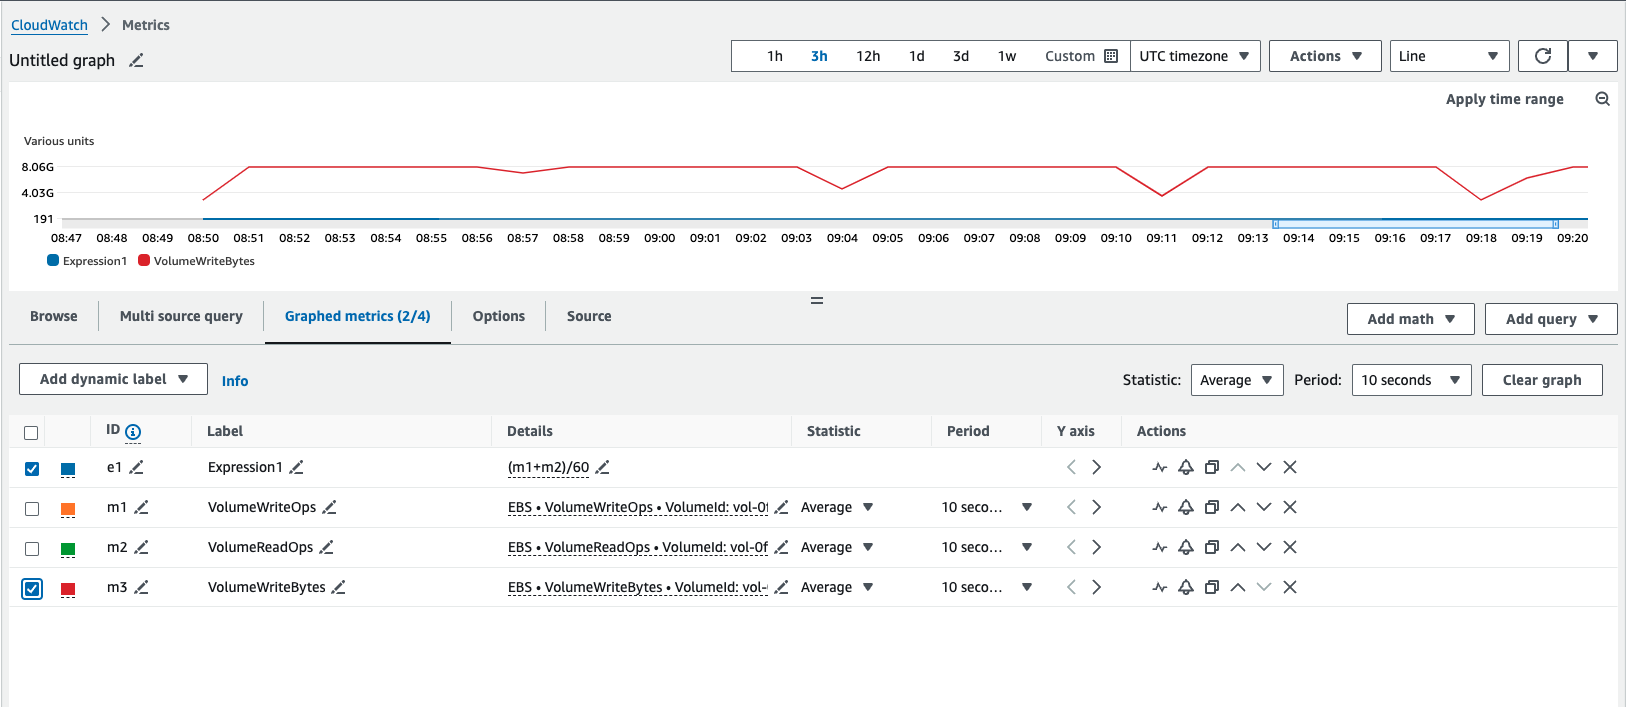 CloudWatch > Metrics
Untitled graph
1h 3h 12h 1d 3d 1w Custom UTC timezone Actions Line
Apply time range
Various units
8.06G
4.03G
191
08:47 08:48 08:49 08:50 08:51 08:52 08:53 08:54 08:55 08:56 08:57 08:58 08:59 09:00 09:01 09:02 09:03 09:04 09:05 09:06 09:07 09:08 09:09 09:10 09:11 09:12 09:13 09:14 09:15 09:16 09:17 09:18 09:19 09:20
Expression1 VolumeWriteBytes
Browse Multi source query Graphed metrics (2/4) Options Source Add math Add query
Add dynamic label Info Statistic: Average Period: 10 seconds Clear graph
ID Label Details Statistic Period Y axis Actions
e1 Expression1 (m1+m2)/60
m1 VolumeWriteOps EBS • VolumeWriteOps • VolumeId: vol-0f Average 10 seco...
m2 VolumeReadOps EBS • VolumeReadOps • VolumeId: vol-0f Average 10 seco...
m3 VolumeWriteBytes EBS • VolumeWriteBytes • VolumeId: vol- Average 10 seco...